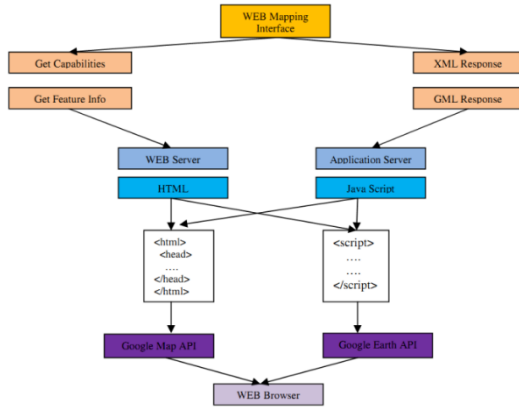 WEB Mapping
Interface
Get Capabilities
XML Response
Get Feature Info
GML Response
WEB Server
Application Server
HTML
Java Script
<html>
<head>
....
</head>
</html>
<script>
....
....
</script>
Google Map API
Google Earth API
WEB Browser